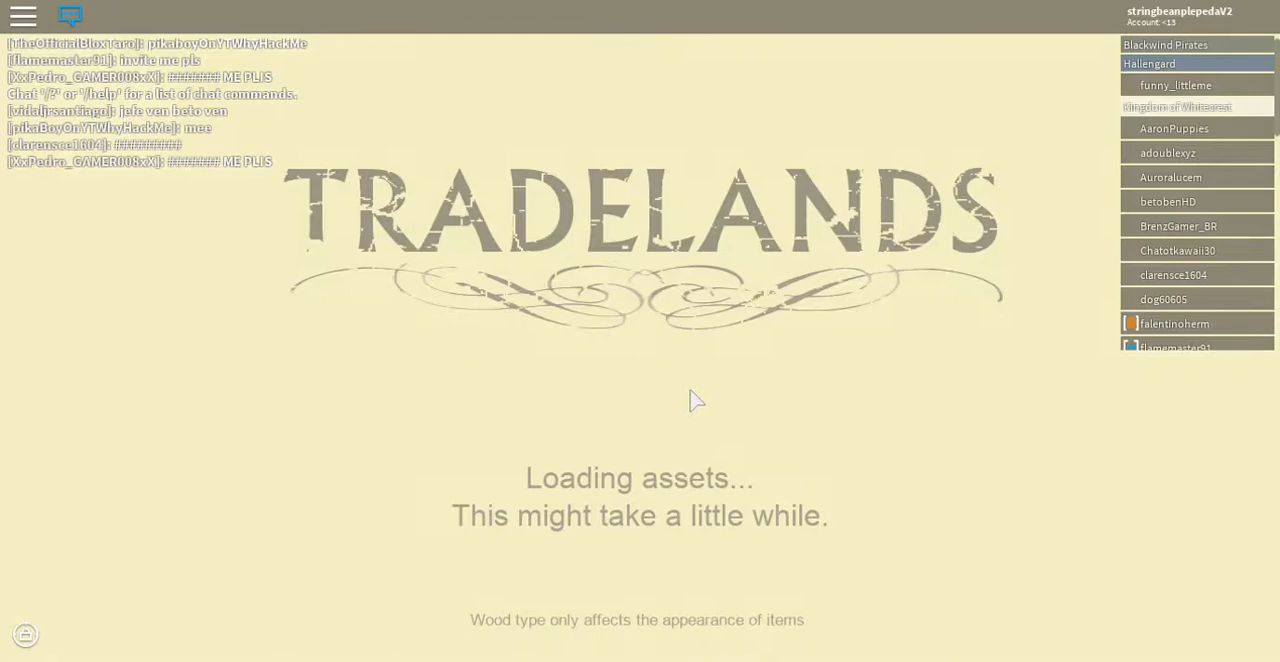 stringbeanplepedaV2
Account: <13
[TheOfficialBloxTaro]: pikaboyOnYTWhyHackMe
[flamemaster91]: invite me pls
[XxPedro_GAMER008xX]: ####### ME PLIS
Chat '/?' or '/help' for a list of chat commands.
[vidaljrsantiago]: jefe ven beto ven
[pikaBoyOnYTWhyHackMe]: mee
[clarensce1604]: #########
[XxPedro_GAMER008xX]: ####### ME PLIS
Blackwind Pirates
Hallengard
funny_littleme
Kingdom of Whitecrest
AaronPuppies
adoublexyz
Auroralucem
betobenHD
BrenzGamer_BR
Chatotkawaii30
clarensce1604
dog60605
falentinoherm
flamemaster91
TRADELANDS
Loading assets...
This might take a little while.
Wood type only affects the appearance of items